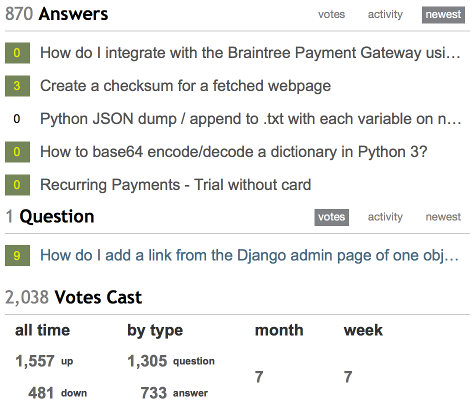 870 Answers votes activity newest
0 How do I integrate with the Braintree Payment Gateway usi...
3 Create a checksum for a fetched webpage
0 Python JSON dump / append to .txt with each variable on n...
0 How to base64 encode/decode a dictionary in Python 3?
0 Recurring Payments - Trial without card
1 Question votes activity newest
9 How do I add a link from the Django admin page of one obj...
2,038 Votes Cast
all time by type month week
1,557 up 1,305 question
7 7
481 down 733 answer